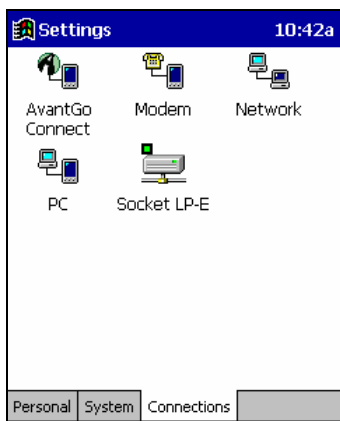 Settings 10:42a
AvantGo Connect
Modem
Network
PC
Socket LP-E
Personal System Connections